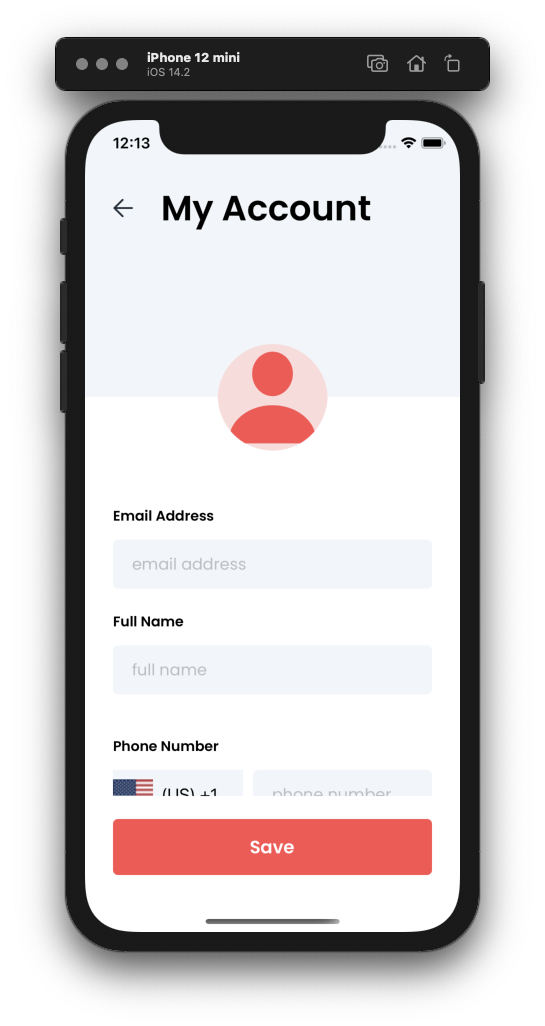 iPhone 12 mini
iOS 14.2
12:13
My Account
Email Address
email address
Full Name
full name
Phone Number
(US) +1 phone number
Save